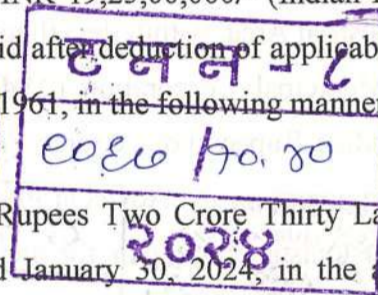 id after deduction of applicab
ट न न - ८
1961, in the following manne
Rupees Two Crore Thirty La
२०२४
January 30, 2024, in the